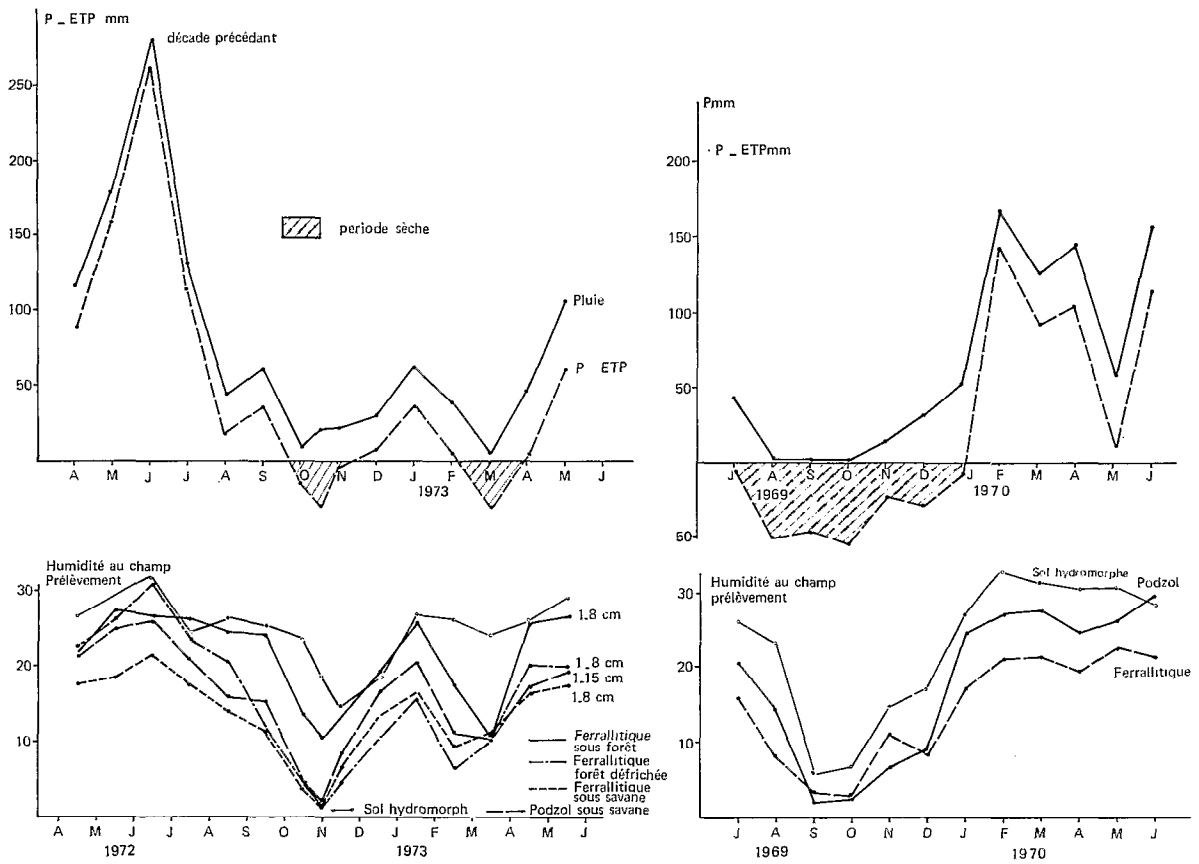 P _ ETP mm
décade précédant
250
200
150
100
50
periode sèche
Pluie
P ETP
A M J J A S O N D J F M A M J
1973
Pmm
P _ ETPmm
200
150
100
50
J A S O N D J F M A M J
1969 1970
50
Humidité au champ
Prélèvement
30
20
10
1.8 cm
1_8 cm
1.15 cm
1.8 cm
Ferrallitique
sous forêt
Ferrallitique
forêt défrichée
Ferrallitique
sous savane
Sol hydromorph
Podzol sous savane
A M J J A S O N D J F M A M J
1972 1973
Humidité au champ
prélèvement
30
20
10
Sol hydromorphe
Podzol
Ferrallitique
J A S O N D J F M A M J
1969 1970